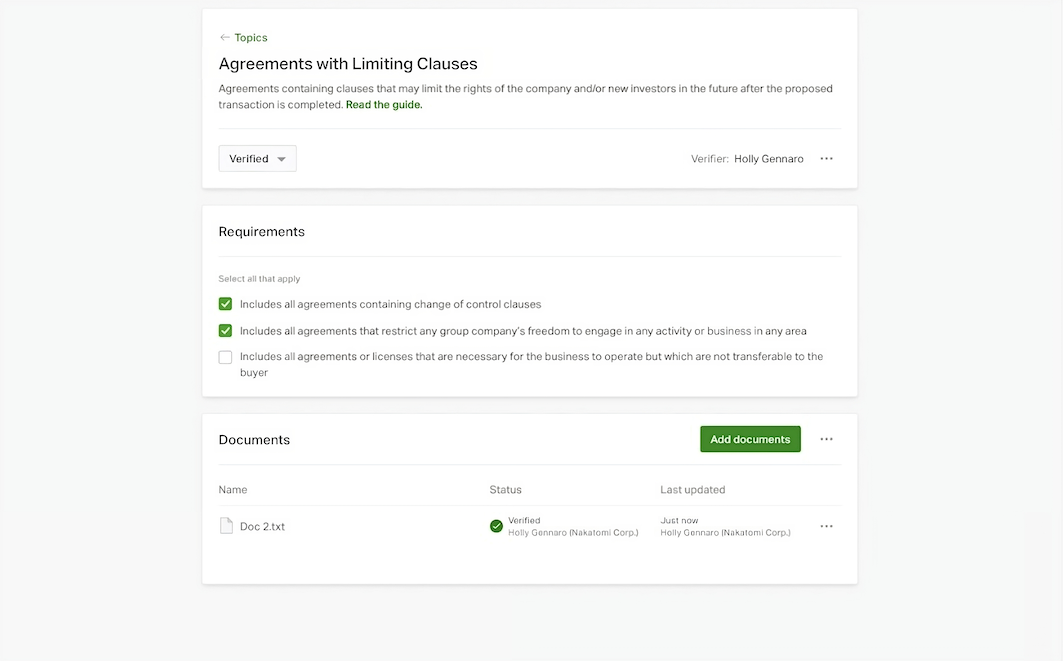 ← Topics
Agreements with Limiting Clauses
Agreements containing clauses that may limit the rights of the company and/or new investors in the future after the proposed
transaction is completed. Read the guide.
Verified
Verifier: Holly Gennaro
Requirements
Select all that apply
Includes all agreements containing change of control clauses
Includes all agreements that restrict any group company's freedom to engage in any activity or business in any area
Includes all agreements or licenses that are necessary for the business to operate but which are not transferable to the
buyer
Documents
Add documents
Name Status Last updated
Doc 2.txt Verified Just now
Holly Gennaro (Nakatomi Corp.) Holly Gennaro (Nakatomi Corp.)